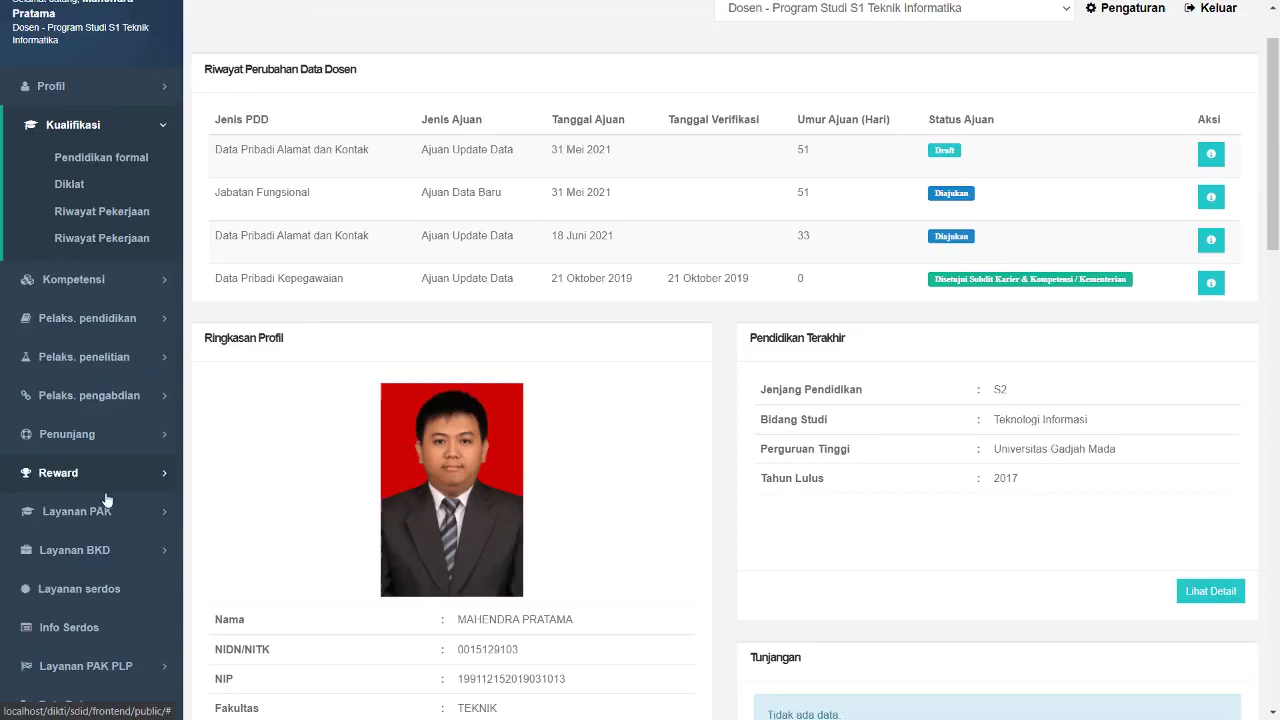 Pratama
Dosen - Program Studi S1 Teknik
Informatika
Dosen - Program Studi S1 Teknik Informatika
Pengaturan
Keluar
Profil
Kualifikasi
Pendidikan formal
Diklat
Riwayat Pekerjaan
Riwayat Pekerjaan
Kompetensi
Pelaks. pendidikan
Pelaks. penelitian
Pelaks. pengabdian
Penunjang
Reward
Layanan PAK
Layanan BKD
Layanan serdos
Info Serdos
Layanan PAK PLP
localhost/dikti/sdid/frontend/public/#
Riwayat Perubahan Data Dosen
Jenis PDD Jenis Ajuan Tanggal Ajuan Tanggal Verifikasi Umur Ajuan (Hari) Status Ajuan Aksi
Data Pribadi Alamat dan Kontak Ajuan Update Data 31 Mei 2021 51 Draft
Jabatan Fungsional Ajuan Data Baru 31 Mei 2021 51 Diajukan
Data Pribadi Alamat dan Kontak Ajuan Update Data 18 Juni 2021 33 Diajukan
Data Pribadi Kepegawaian Ajuan Update Data 21 Oktober 2019 21 Oktober 2019 0 Disetujui Subdit Karier & Kompetensi / Kementerian
Ringkasan Profil
Nama : MAHENDRA PRATAMA
NIDN/NITK : 0015129103
NIP : 199112152019031013
Fakultas : TEKNIK
Pendidikan Terakhir
Jenjang Pendidikan : S2
Bidang Studi : Teknologi Informasi
Perguruan Tinggi : Universitas Gadjah Mada
Tahun Lulus : 2017
Lihat Detail
Tunjangan
Tidak ada data.